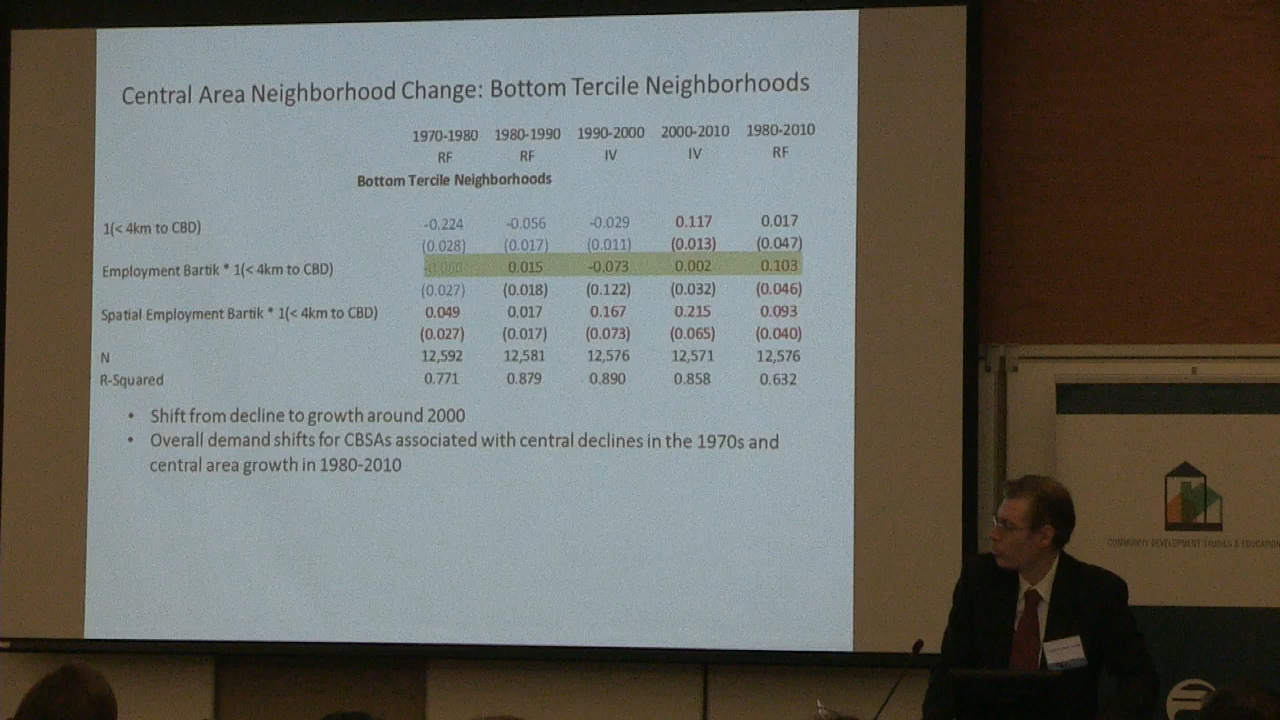 Central Area Neighborhood Change: Bottom Tercile Neighborhoods
1970-1980 1980-1990 1990-2000 2000-2010 1980-2010
RF RF IV IV RF
Bottom Tercile Neighborhoods
1(< 4km to CBD) -0.224 -0.056 -0.029 0.117 0.017
(0.028) (0.017) (0.011) (0.013) (0.047)
Employment Bartik * 1(< 4km to CBD) 0.015 -0.073 0.002 0.103
(0.027) (0.018) (0.122) (0.032) (0.046)
Spatial Employment Bartik * 1(< 4km to CBD) 0.049 0.017 0.167 0.215 0.093
(0.027) (0.017) (0.073) (0.065) (0.040)
N 12,592 12,581 12,576 12,571 12,576
R-Squared 0.771 0.879 0.890 0.858 0.632
• Shift from decline to growth around 2000
• Overall demand shifts for CBSAs associated with central declines in the 1970s and
central area growth in 1980-2010
COMMUNITY DEVELOPMENT STUDIES & EDUCATION